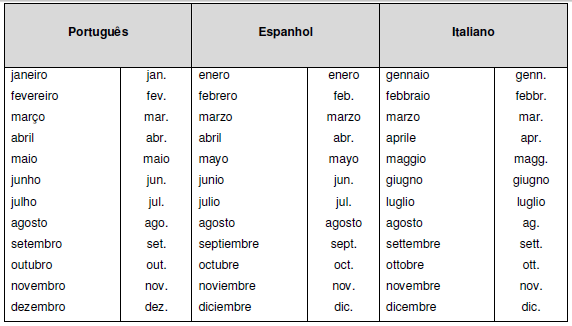 Português Espanhol Italiano
janeiro jan. enero enero gennaio genn.
fevereiro fev. febrero feb. febbraio febbr.
março mar. marzo marzo marzo mar.
abril abr. abril abr. aprile apr.
maio maio mayo mayo maggio magg.
junho jun. junio jun. giugno giugno
julho jul. julio jul. luglio luglio
agosto ago. agosto agosto agosto ag.
setembro set. septiembre sept. settembre sett.
outubro out. octubre oct. ottobre ott.
novembro nov. noviembre nov. novembre nov.
dezembro dez. diciembre dic. dicembre dic.